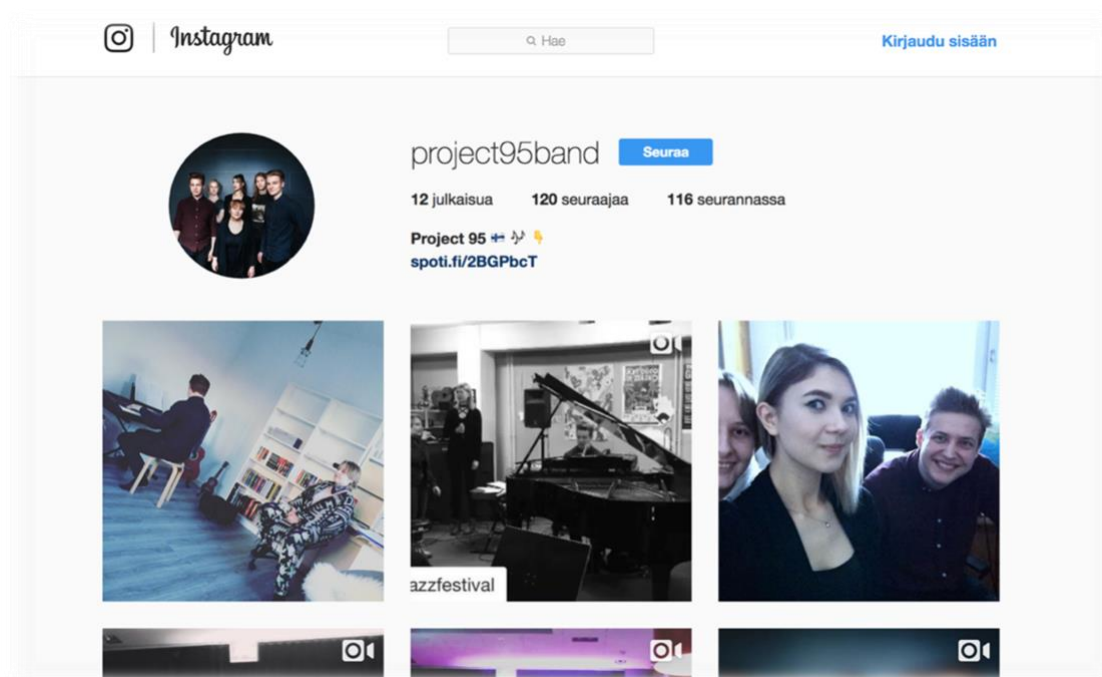 Instagram
Hae
Kirjaudu sisään
project95band
Seuraa
12 julkaisua 120 seuraajaa 116 seurannassa
Project 95
spoti.fi/2BGPbcT
azzfestival